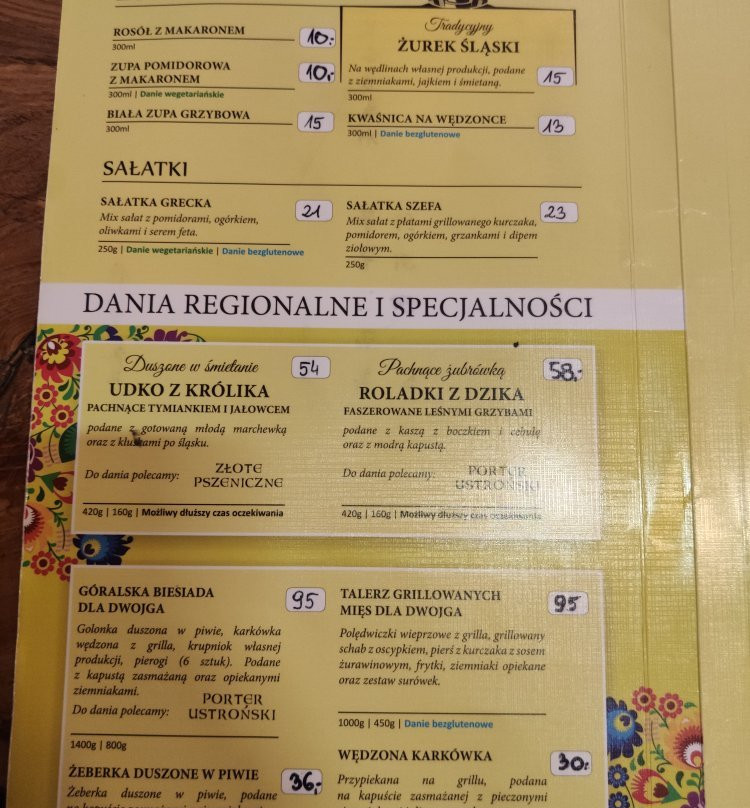 ROSÓŁ Z MAKARONEM
10.-
300ml
ZUPA POMIDOROWA
Z MAKARONEM
10,-
300ml | Danie wegetariańskie
BIAŁA ZUPA GRZYBOWA
15
300ml
Tradycyjny
ŻUREK ŚLĄSKI
Na wędlinach własnej produkcji, podane
z ziemniakami, jajkiem i śmietaną.
15
300ml
KWAŚNICA NA WĘDZONCE
13
300ml | Danie bezglutenowe
SAŁATKI
SAŁATKA GRECKA
21
Mix sałat z pomidorami, ogórkiem,
oliwkami i serem feta.
250g | Danie wegetariańskie | Danie bezglutenowe
SAŁATKA SZEFA
23
Mix sałat z płatami grillowanego kurczaka,
pomidorem, ogórkiem, grzankami i dipem
ziołowym.
250g
DANIA REGIONALNE I SPECJALNOŚCI
Duszone w śmietanie
54
UDKO Z KRÓLIKA
PACHNĄCE TYMIANKIEM I JAŁOWCEM
podane z gotowaną młodą marchewką
oraz z kluskami po śląsku.
Do dania polecamy: ZŁOTE
PSZENICZNE
420g | 160g | Możliwy dłuższy czas oczekiwania
Pachnące żubrówką
58,-
ROLADKI Z DZIKA
FASZEROWANE LEŚNYMI GRZYBAMI
podane z kaszą z boczkiem i cebulą
oraz z modrą kapustą.
Do dania polecamy: PORTER
USTROŃSKI
420g | 160g | Możliwy dłuższy czas oczekiwania
GÓRALSKA BIESIADA
DLA DWOJGA
95
Golonka duszona w piwie, karkówka
wędzona z grilla, krupniok własnej
produkcji, pierogi (6 sztuk). Podane
z kapustą zasmażaną oraz opiekanymi
ziemniakami.
Do dania polecamy: PORTER
USTROŃSKI
1400g | 800g
TALERZ GRILLOWANYCH
MIĘS DLA DWOJGA
95
Polędwiczki wieprzowe z grilla, grillowany
schab z oscypkiem, pierś z kurczaka z sosem
żurawinowym, frytki, ziemniaki opiekane
oraz zestaw surówek.
1000g | 450g | Danie bezglutenowe
ŻEBERKA DUSZONE W PIWIE
36,-
Żeberka duszone w piwie, podane
WĘDZONA KARKÓWKA
30.-
Przypiekana na grillu, podana
na kapuście zasmażanej z pieczonymi